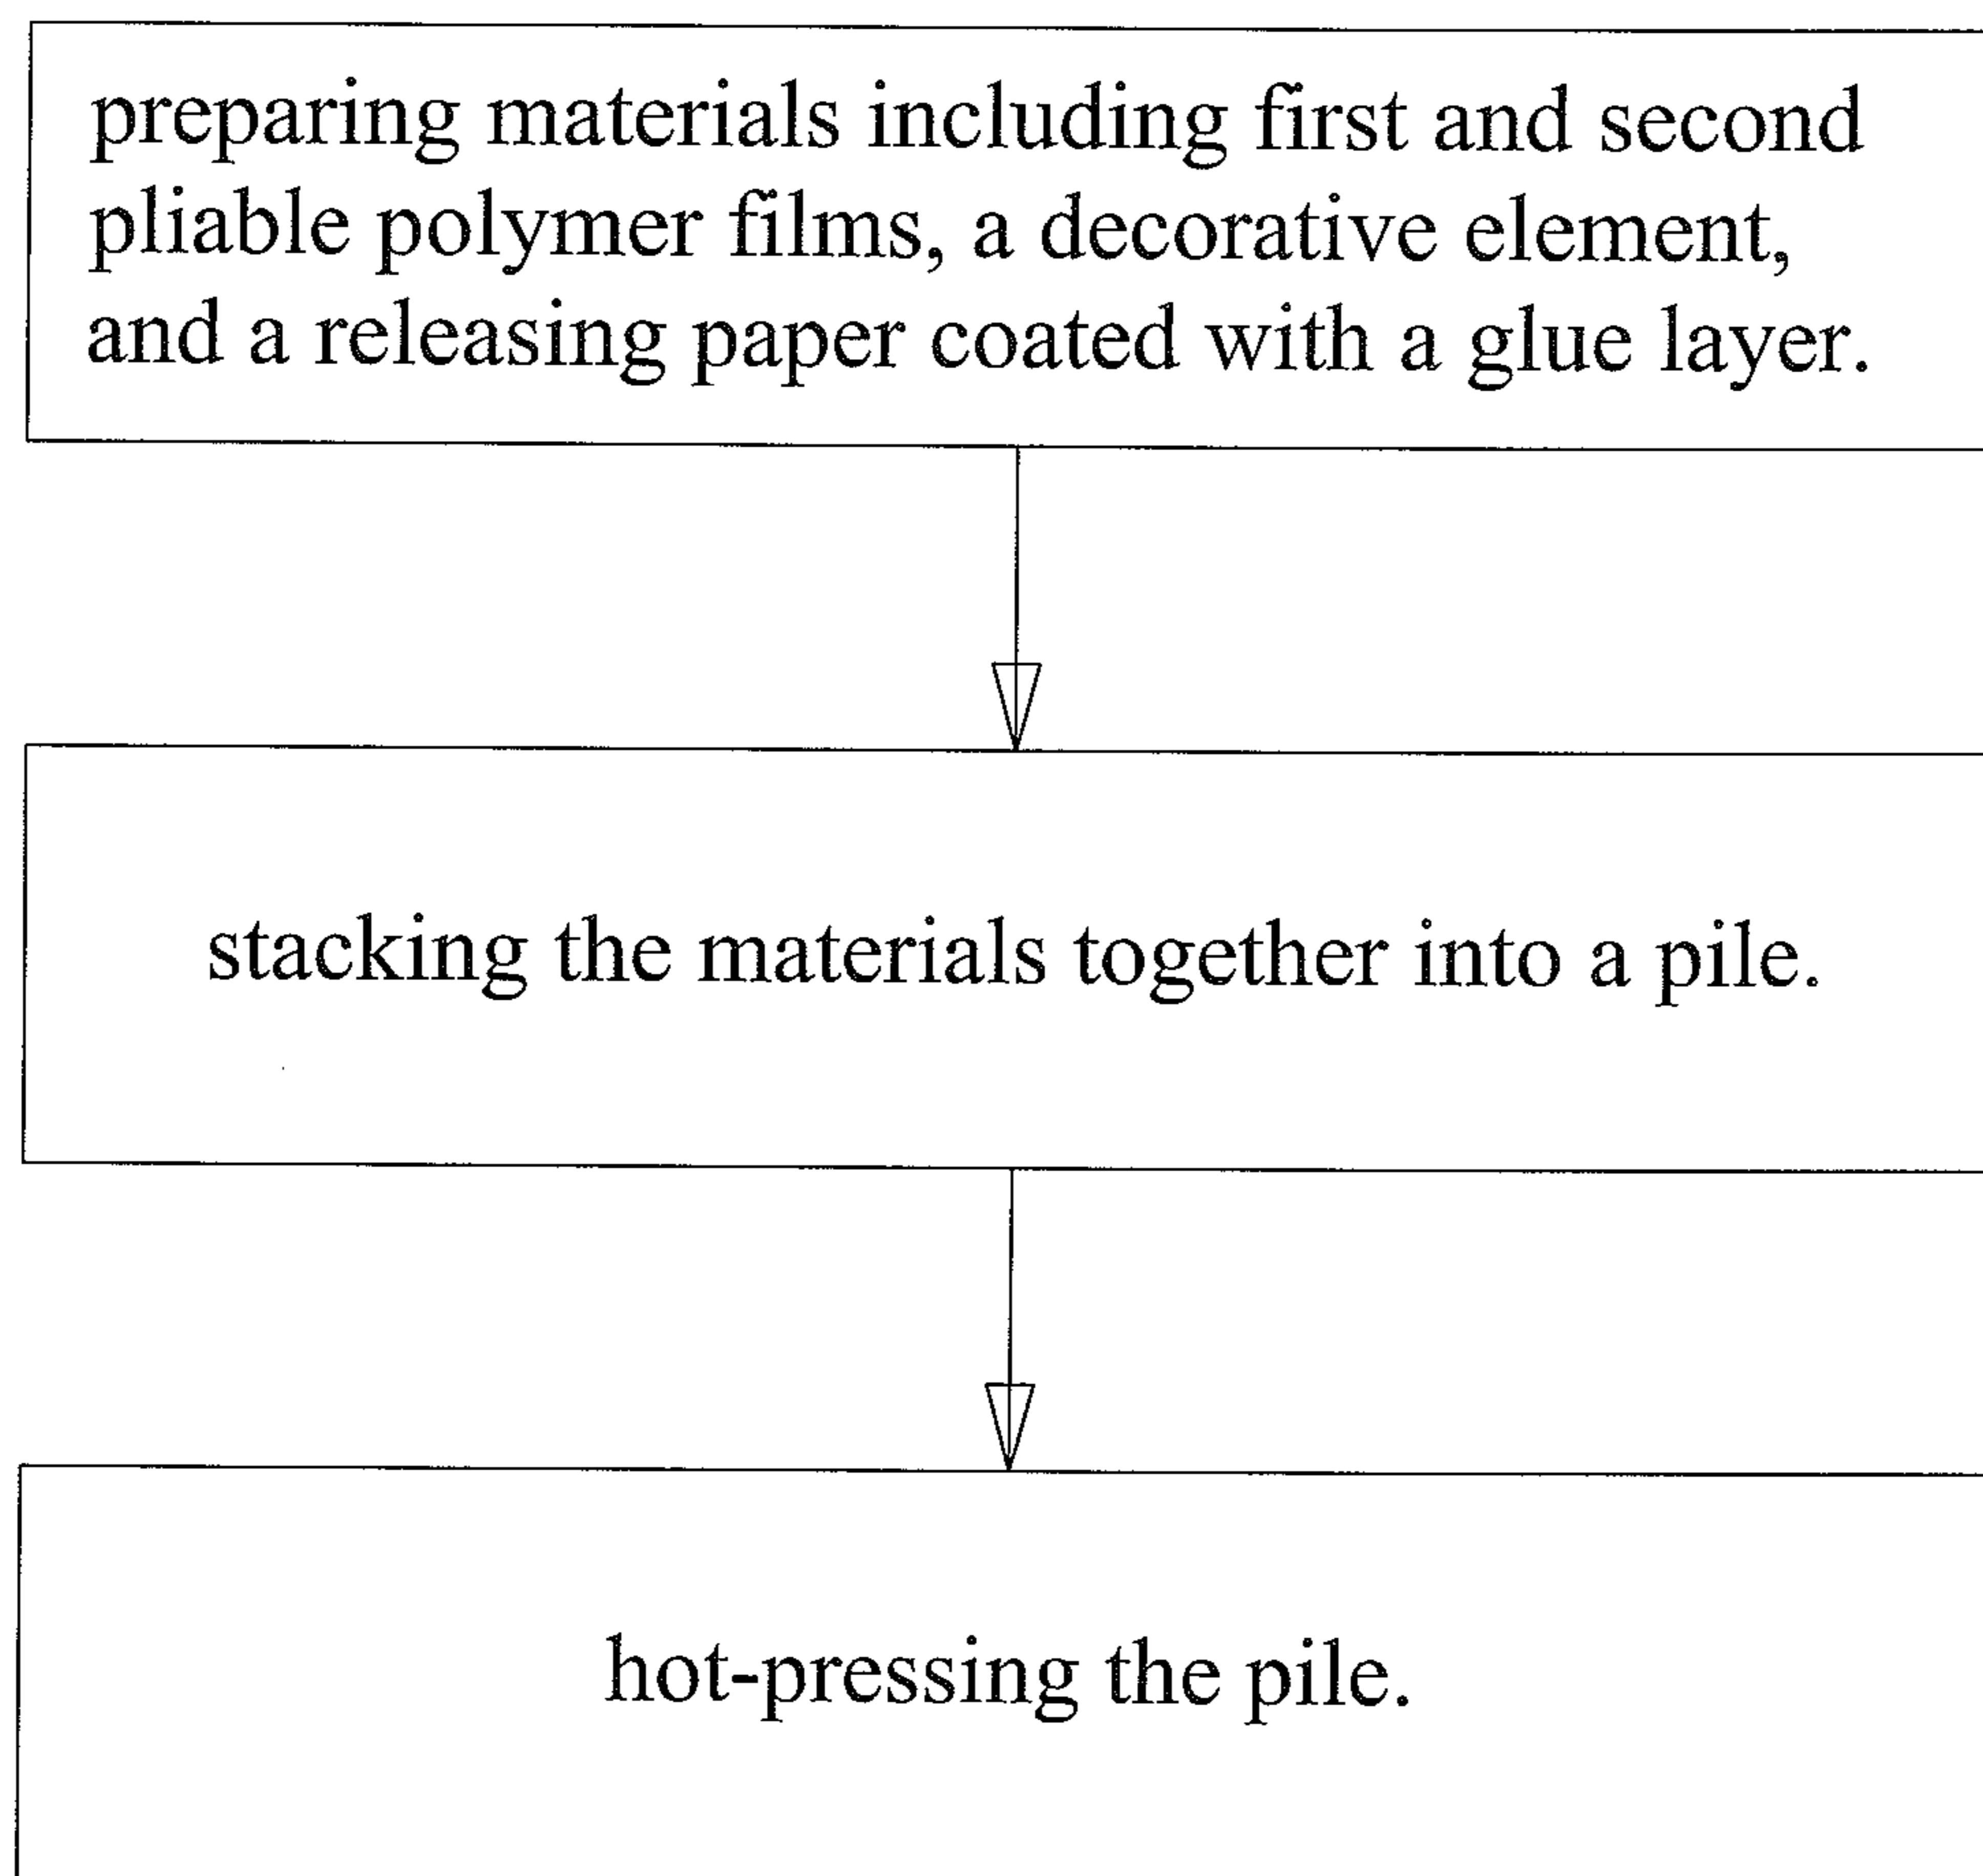 preparing materials including first and second
pliable polymer films, a decorative element,
and a releasing paper coated with a glue layer.
stacking the materials together into a pile.
hot-pressing the pile.